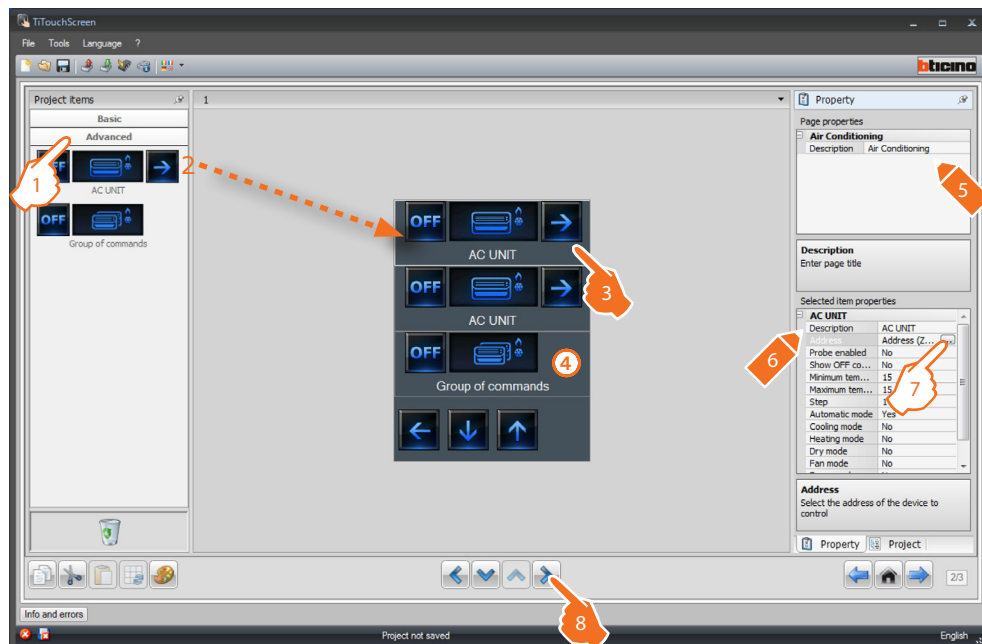 TiTouchScreen
File Tools Language ?
bticino
Project items
1
Property
Basic
Advanced
OFF
1
2
AC UNIT
OFF
Group of commands
OFF
AC UNIT
3
OFF
AC UNIT
OFF
4
Group of commands
Page properties
Air Conditioning
Description Air Conditioning
5
Description
Enter page title
Selected item properties
AC UNIT
Description AC UNIT
Address Address (Z... ...
6
7
Probe enabled No
Show OFF co... No
Minimum tem... 15
Maximum tem... 15
Step 1
Automatic mode Yes
Cooling mode No
Heating mode No
Dry mode No
Fan mode No
Address
Select the address of the device to
control
Property Project
2/3
8
Info and errors
Project not saved
English